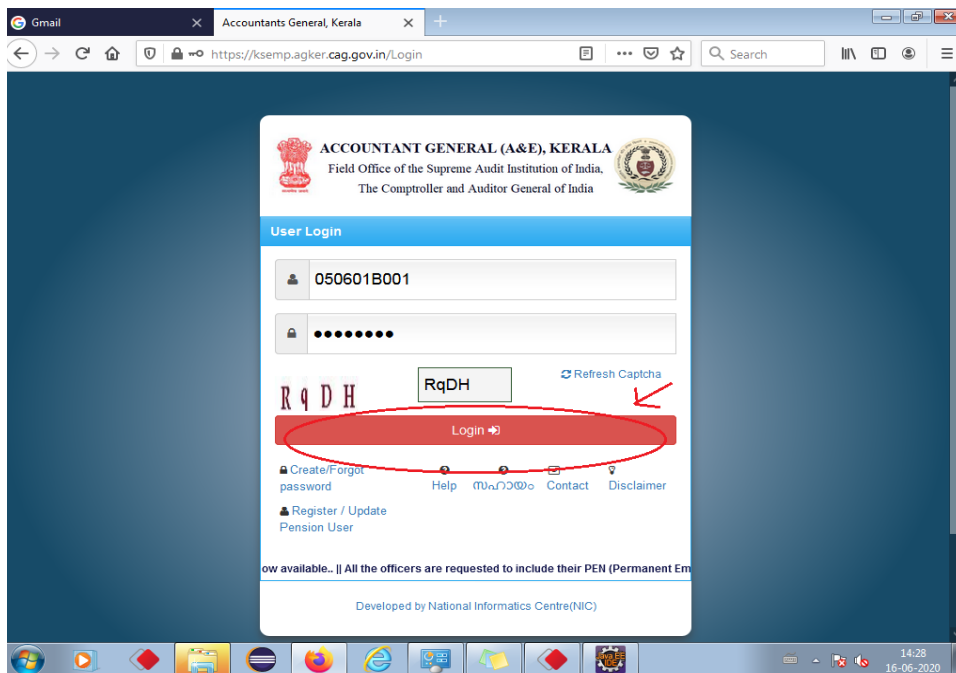 Gmail
Accountants General, Kerala
https://ksemp.agker.cag.gov.in/Login
Search
ACCOUNTANT GENERAL (A&E), KERALA
Field Office of the Supreme Audit Institution of India,
The Comptroller and Auditor General of India
User Login
050601B001
RqDH
Refresh Captcha
R q D H
Login
Create/Forgot password
Help
സഹായം
Contact
Disclaimer
Register / Update
Pension User
ow available.. || All the officers are requested to include their PEN (Permanent Em
Developed by National Informatics Centre(NIC)
Java EE
IDE
14:28
16-06-2020